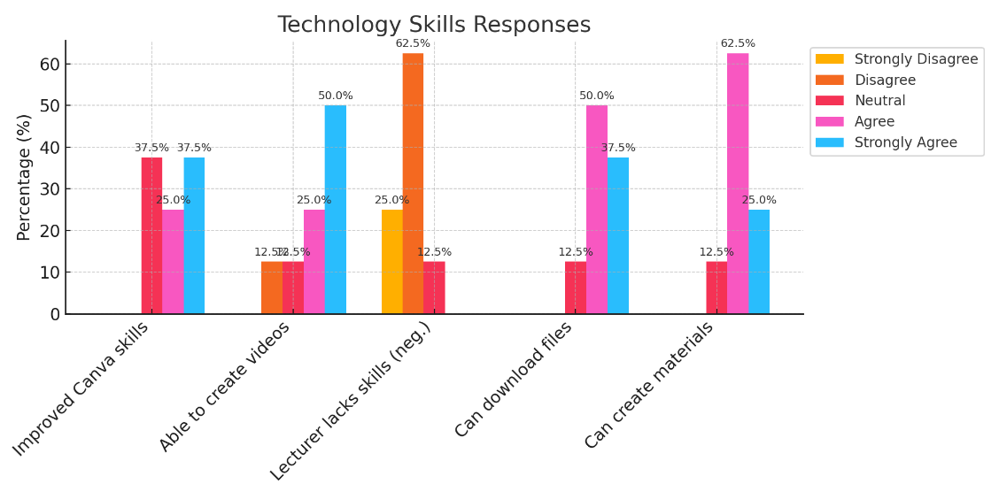 Technology Skills Responses
Percentage (%)
60
50
40
30
20
10
0
37.5%
25.0%
37.5%
12.5%
12.5%
25.0%
50.0%
25.0%
62.5%
12.5%
12.5%
50.0%
37.5%
12.5%
62.5%
25.0%
Improved Canva skills
Able to create videos
Lecturer lacks skills (neg.)
Can download files
Can create materials
Strongly Disagree
Disagree
Neutral
Agree
Strongly Agree